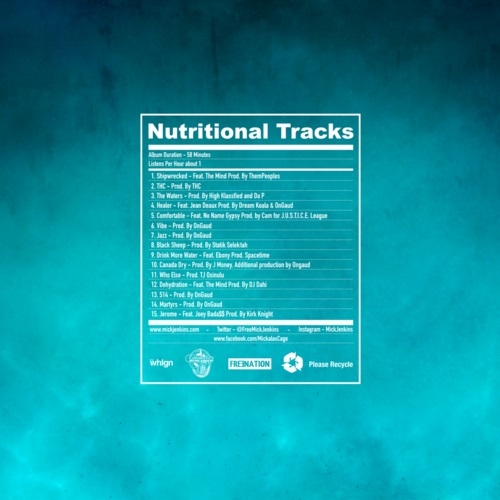 Nutritional Tracks
Album Duration - 58 Minutes
Listens Per Hour about 1
1. Shipwrecked - Feat. The Mind Prod. By ThemPeoples
2. THC - Prod. By THC
3. The Waters - Prod. By High Klassfied and Da P
4. Healer - Feat. Jean Deaux Prod. By Dream Koala & OnGaud
5. Comfortable - Feat. No Name Gypsy Prod. by Cam for J.U.S.T.I.C.E. League
6. Vibe - Prod. By OnGaud
7. Jazz - Prod. By OnGaud
8. Black Sheep - Prod. By Statik Selektah
9. Drink More Water - Feat. Ebony Prod. Spacetime
10. Canada Dry - Prod. By J Money. Additional production by Ongaud
11. Who Else - Prod. TJ Osinulu
12. Dehydration - Feat. The Mind Prod. By DJ Dahi
13. 514 - Prod. By OnGaud
14. Martyrs - Prod. By OnGaud
15. Jerome - Feat. Joey Bada$$ Prod. By Kirk Knight
www.mickjenkins.com - Twitter - @FreeMickJenkins - Instagram - MickJenkins
www.facebook.com/MickalasCage
whlgn FREENATION Please Recycle